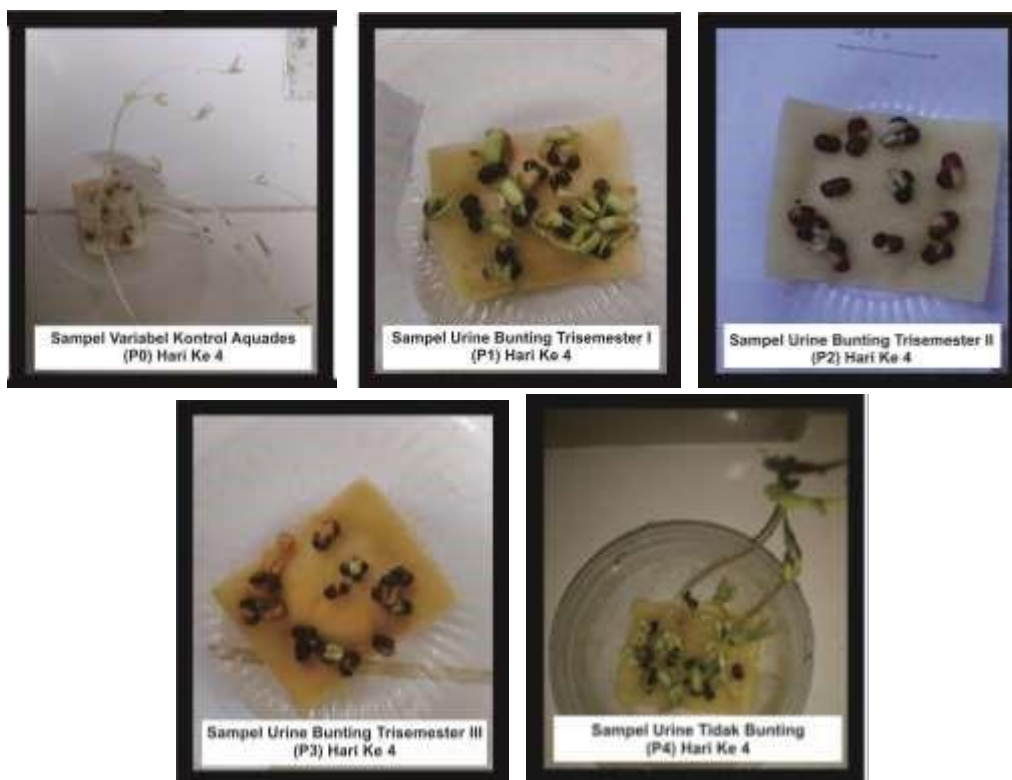 Sampel Variabel Kontrol Aquades
(P0) Hari Ke 4
Sampel Urine Bunting Trisemester I
(P1) Hari Ke 4
Sampel Urine Bunting Trisemester II
(P2) Hari Ke 4
Sampel Urine Bunting Trisemester III
(P3) Hari Ke 4
Sampel Urine Tidak Bunting
(P4) Hari Ke 4